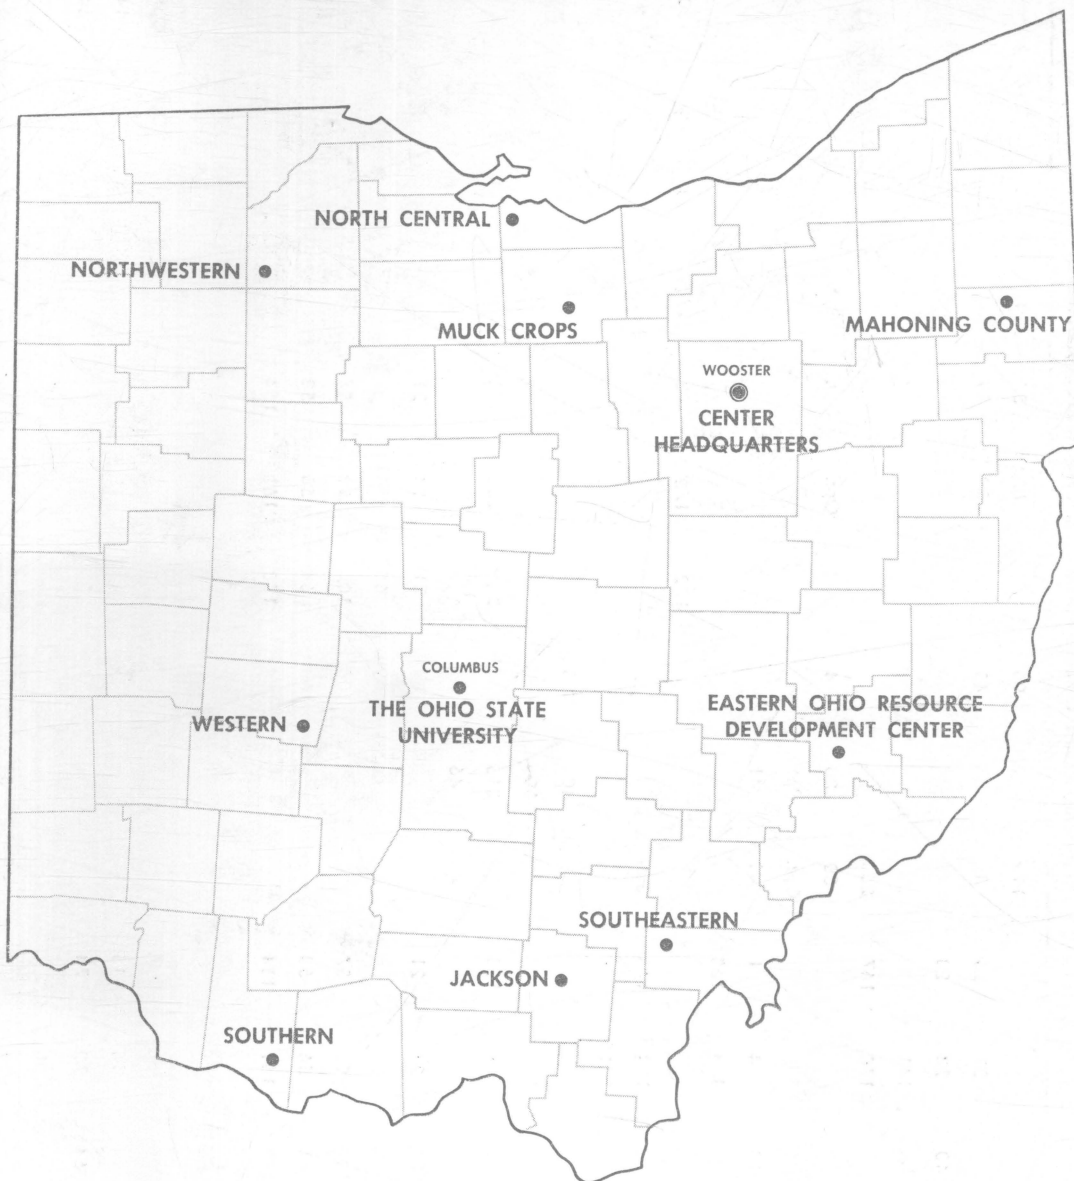 NORTH CENTRAL
NORTHWESTERN
MUCK CROPS
MAHONING COUNTY
WOOSTER
CENTER
HEADQUARTERS
COLUMBUS
THE OHIO STATE
UNIVERSITY
WESTERN
EASTERN OHIO RESOURCE
DEVELOPMENT CENTER
SOUTHEASTERN
JACKSON
SOUTHERN